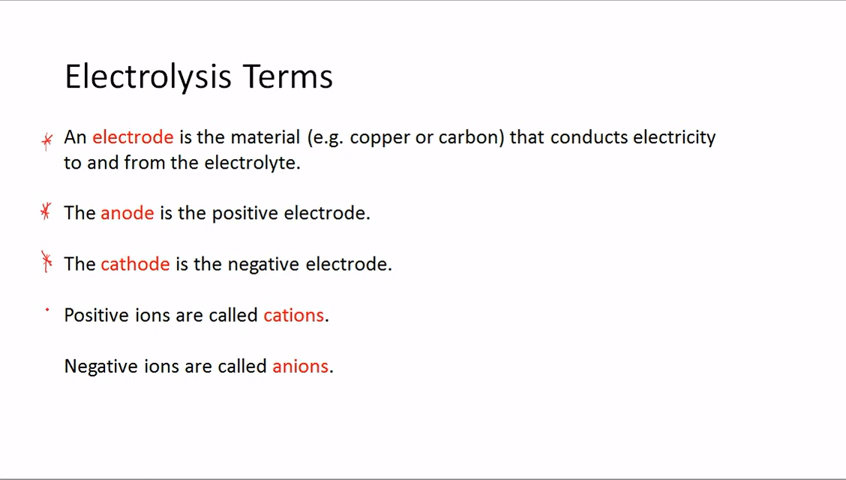 Electrolysis Terms
An electrode is the material (e.g. copper or carbon) that conducts electricity
to and from the electrolyte.
The anode is the positive electrode.
The cathode is the negative electrode.
Positive ions are called cations.
Negative ions are called anions.